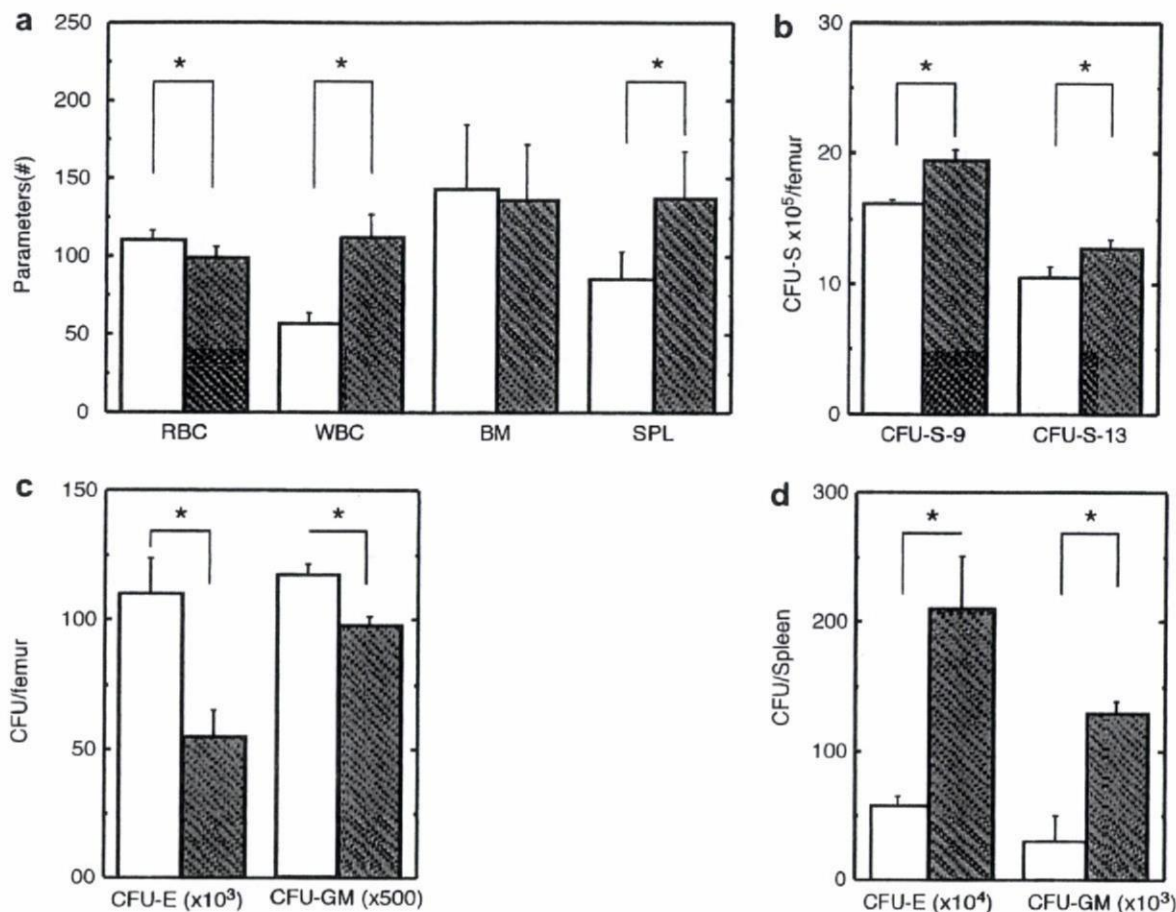 a
250
200
150
100
50
0
Parameters(#)
*
*
*
RBC
WBC
BM
SPL
b
30
20
10
0
CFU-S x10⁵/femur
*
*
CFU-S-9
CFU-S-13
c
150
100
50
00
CFU/femur
*
*
CFU-E (x10³)
CFU-GM (x500)
d
300
200
100
0
CFU/Spleen
*
*
CFU-E (x10⁴)
CFU-GM (x10³)